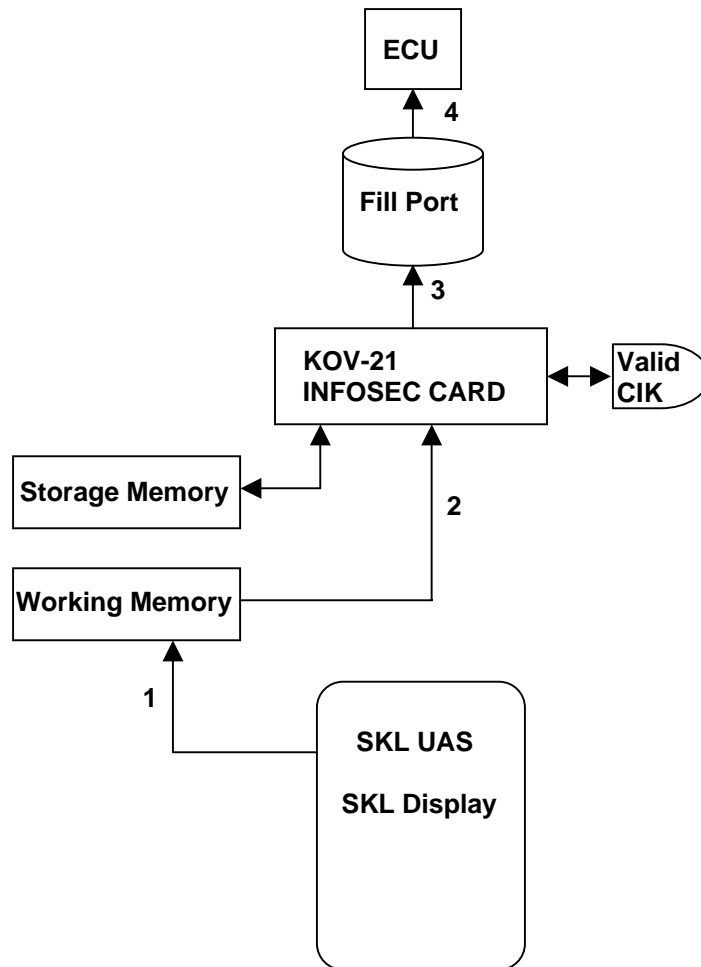 ECU
4
Fill Port
3
KOV-21
INFOSEC CARD
Valid
CIK
Storage Memory
2
Working Memory
1
SKL UAS
SKL Display